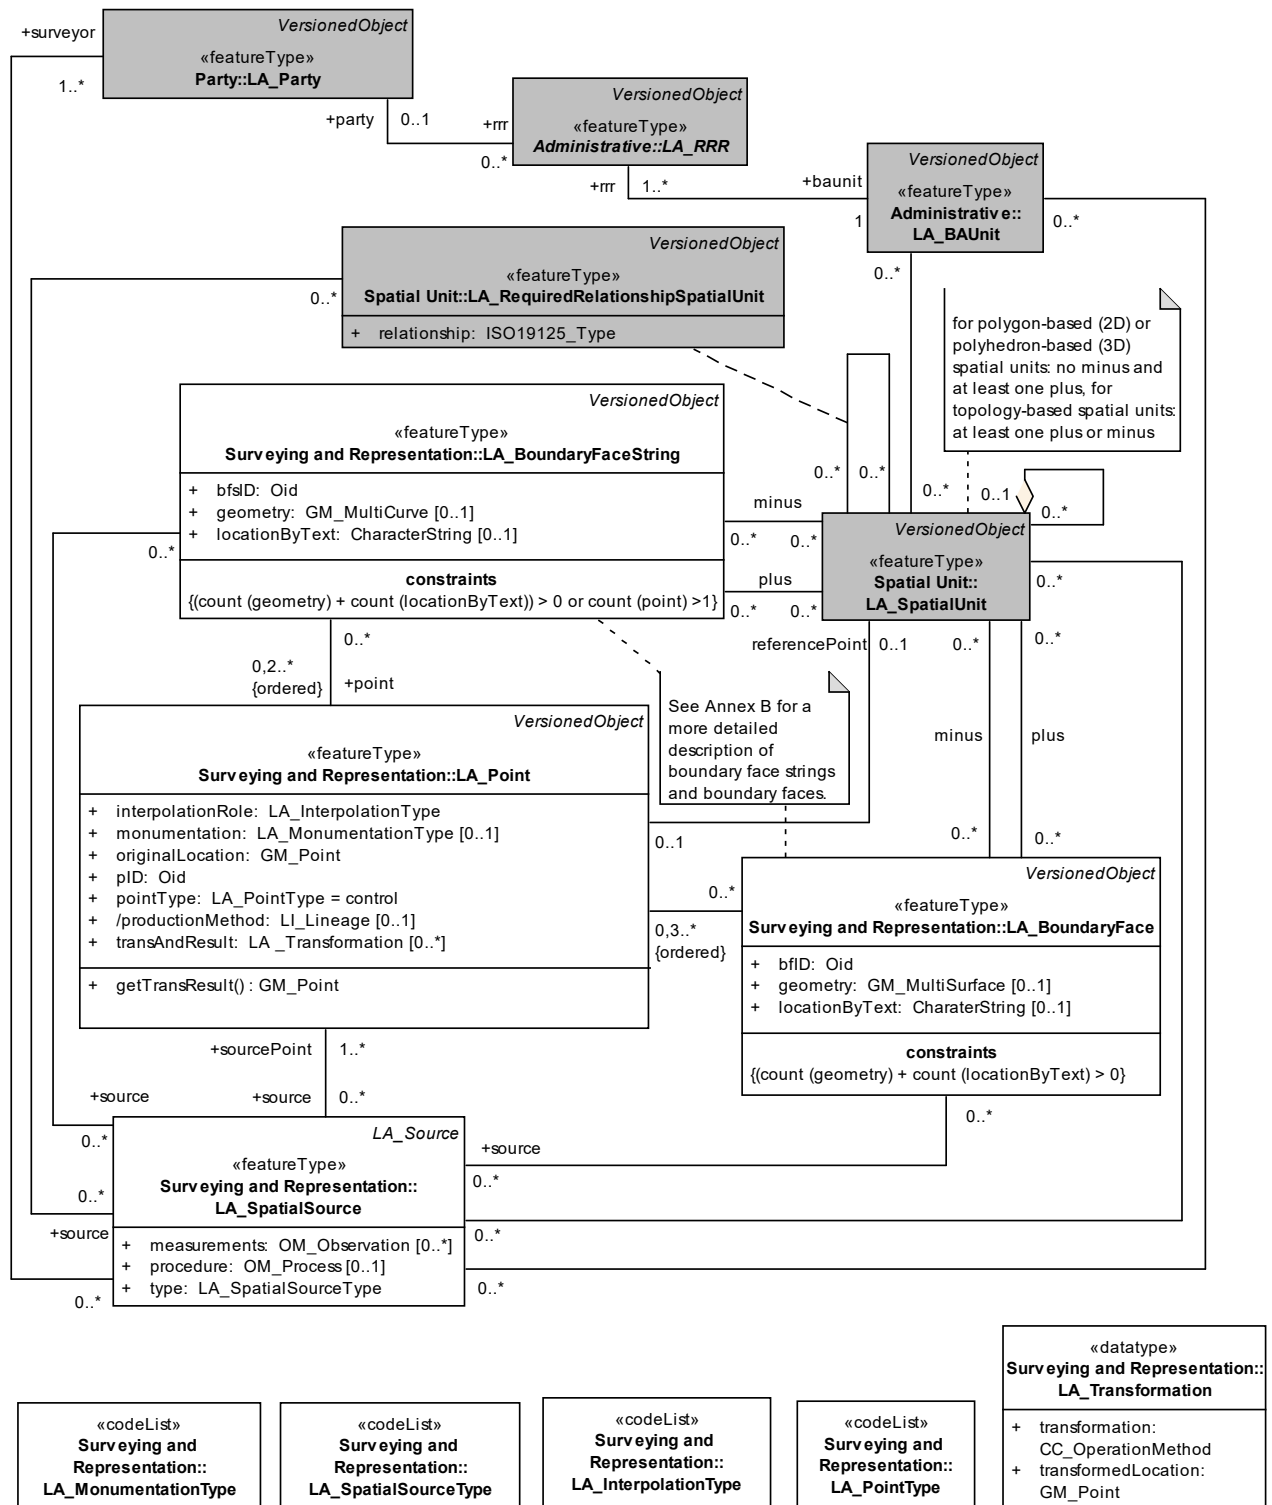 +surveyor
1..*
VersionedObject
«featureType»
Party::LA_Party
+party
0..1
+rrr
0..*
VersionedObject
«featureType»
Administrative::LA_RRR
+rrr
1..*
+baunit
1
VersionedObject
«featureType»
Administrative::
LA_BAUnit
0..*
0..*
VersionedObject
«featureType»
Spatial Unit::LA_RequiredRelationshipSpatialUnit
+ relationship: ISO19125_Type
0..*
for polygon-based (2D) or
polyhedron-based (3D)
spatial units: no minus and
at least one plus, for
topology-based spatial units:
at least one plus or minus
VersionedObject
«featureType»
Surveying and Representation::LA_BoundaryFaceString
+ bfsID: Oid
+ geometry: GM_MultiCurve [0..1]
+ locationByText: CharacterString [0..1]
constraints
{(count (geometry) + count (locationByText)) > 0 or count (point) >1}
0..*
0..*
0..*
0..*
0..1
0..*
minus
0..*
0..*
plus
0..*
0..*
VersionedObject
«featureType»
Spatial Unit::
LA_SpatialUnit
0..*
referencePoint
0..1
0..*
0..*
0..*
0,2..*
{ordered}
+point
See Annex B for a
more detailed
description of
boundary face strings
and boundary faces.
minus
plus
VersionedObject
«featureType»
Surveying and Representation::LA_Point
+ interpolationRole: LA_InterpolationType
+ monumentation: LA_MonumentationType [0..1]
+ originalLocation: GM_Point
+ pID: Oid
+ pointType: LA_PointType = control
+ /productionMethod: LI_Lineage [0..1]
+ transAndResult: LA _Transformation [0..*]
+ getTransResult() : GM_Point
0..1
0..*
0..*
0..*
0,3..*
{ordered}
VersionedObject
«featureType»
Surveying and Representation::LA_BoundaryFace
+ bfID: Oid
+ geometry: GM_MultiSurface [0..1]
+ locationByText: CharaterString [0..1]
constraints
{(count (geometry) + count (locationByText) > 0}
0..*
+sourcePoint
1..*
+source
+source
0..*
0..*
0..*
+source
0..*
LA_Source
«featureType»
Surveying and Representation::
LA_SpatialSource
+ measurements: OM_Observation [0..*]
+ procedure: OM_Process [0..1]
+ type: LA_SpatialSourceType
+source
0..*
0..*
0..*
«codeList»
Surveying and
Representation::
LA_MonumentationType
«codeList»
Surveying and
Representation::
LA_SpatialSourceType
«codeList»
Surveying and
Representation::
LA_InterpolationType
«codeList»
Surveying and
Representation::
LA_PointType
«datatype»
Surveying and Representation::
LA_Transformation
+ transformation:
CC_OperationMethod
+ transformedLocation:
GM_Point